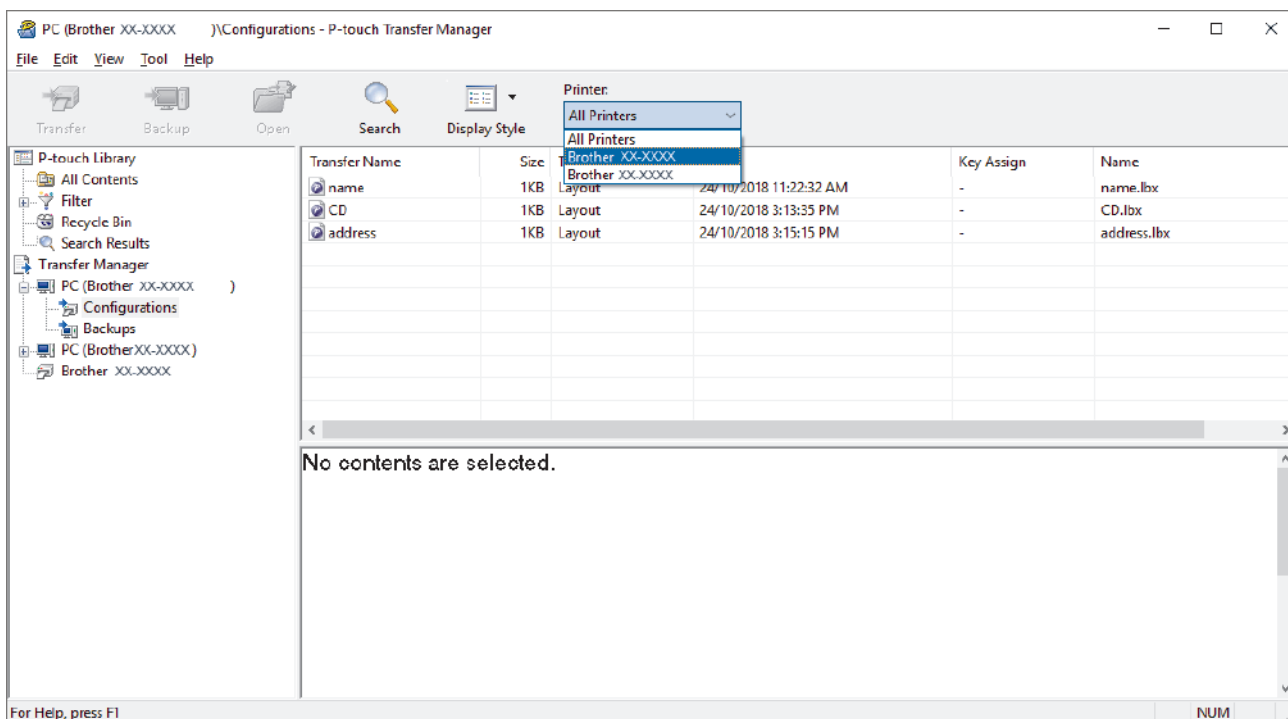 PC (Brother XX-XXXX )\Configurations - P-touch Transfer Manager
File Edit View Tool Help
Printer:
Transfer Backup Open Search Display Style All Printers
All Printers
Brother XX-XXXX
Brother XX-XXXX
P-touch Library
All Contents
Filter
Recycle Bin
Search Results
Transfer Manager
PC (Brother XX-XXXX )
Configurations
Backups
PC (BrotherXX-XXXX)
Brother XX-XXXX
Transfer Name Size Key Assign Name
name 1KB Layout 24/10/2018 11:22:32 AM - name.lbx
CD 1KB Layout 24/10/2018 3:13:35 PM - CD.lbx
address 1KB Layout 24/10/2018 3:15:15 PM - address.lbx
No contents are selected.
For Help, press F1 NUM